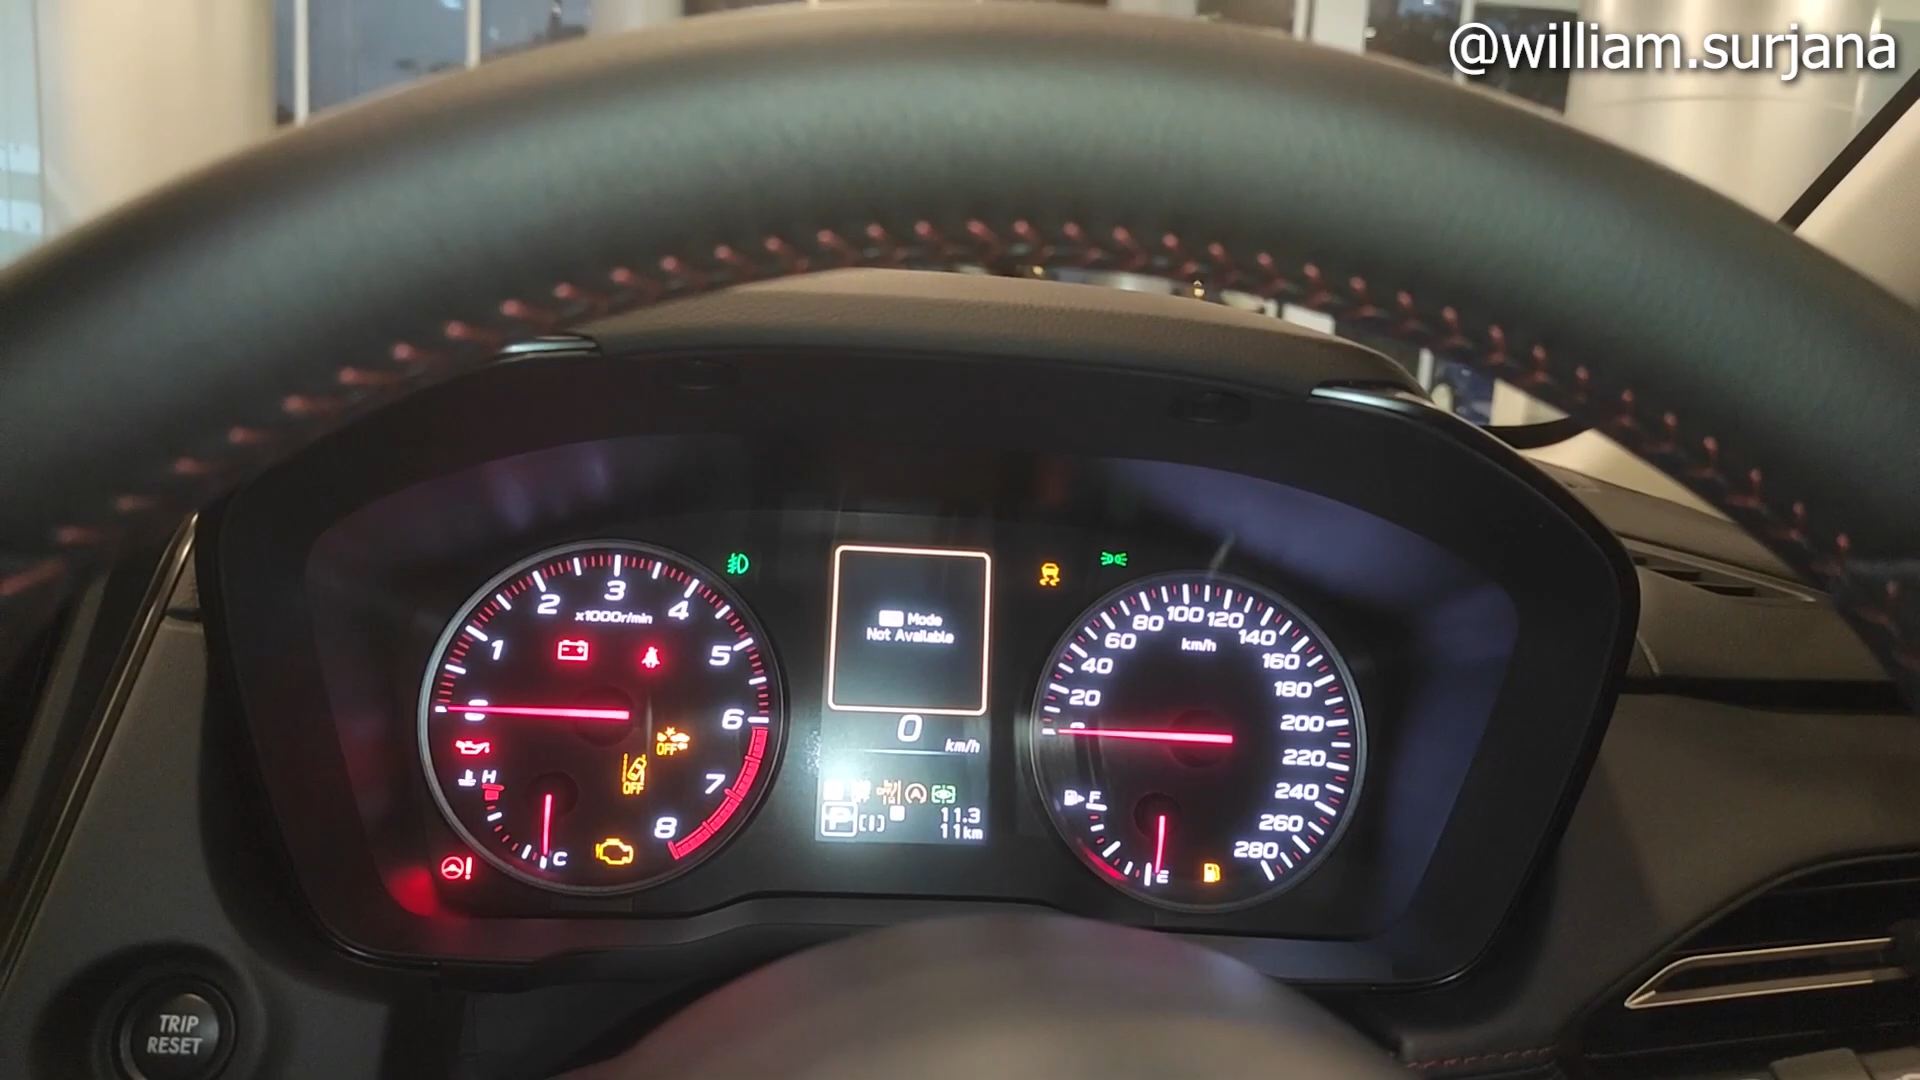 @william.surjana
x1000r/min
1
2
3
4
5
6
7
8
H
C
OFF
OFF
Mode
Not Available
0
km/h
P
11.3
11km
km/h
20
40
60
80
100
120
140
160
180
200
220
240
260
280
F
E
TRIP
RESET